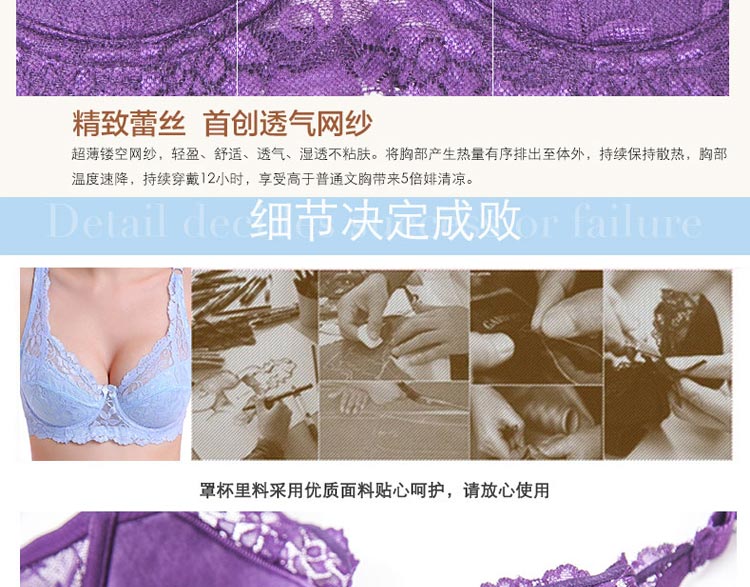 精致蕾丝 首创透气网纱
超薄镂空网纱，轻盈、舒适、透气、湿透不粘肤。将胸部产生热量有序排出至体外，持续保持散热，胸部
温度速降，持续穿戴12小时，享受高于普通文胸带来5倍婔清凉。
细节决定成败
Detail or failure
罩杯里料采用优质面料贴心呵护，请放心使用